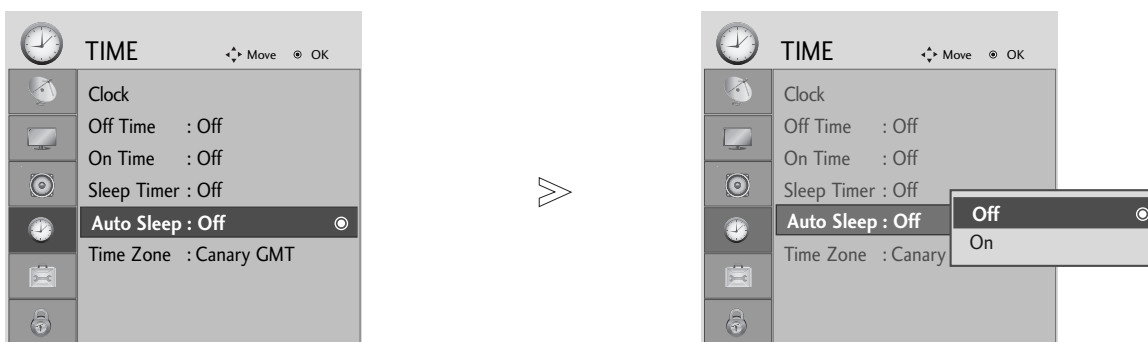 TIME Move OK
Clock
Off Time : Off
On Time : Off
Sleep Timer : Off
Auto Sleep : Off
Time Zone : Canary GMT
TIME Move OK
Clock
Off Time : Off
On Time : Off
Sleep Timer : Off
Auto Sleep : Off
Time Zone : Canary
Off
On